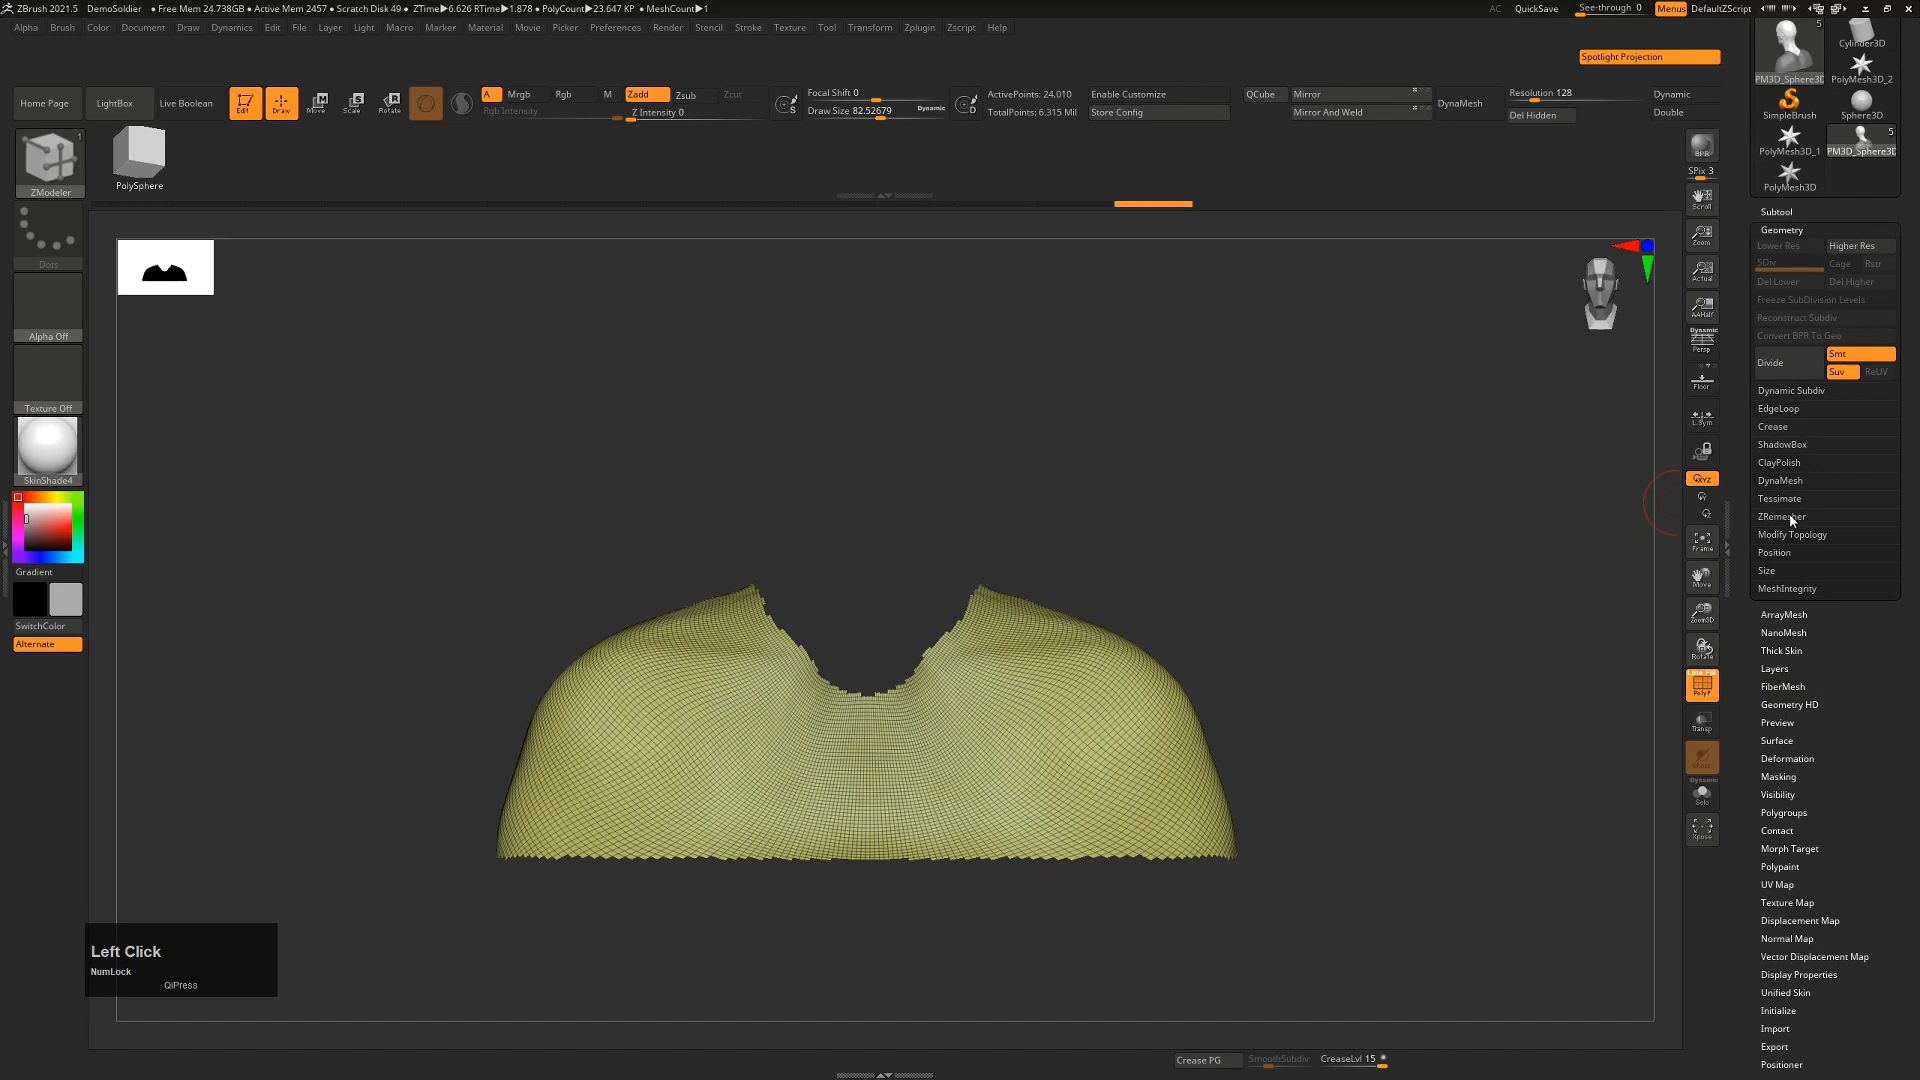 ZBrush 2021.5 DemoSoldier • Free Mem 24.738GB • Active Mem 2457 • Scratch Disk 49 • ZTime▶6.626 RTime▶1.878 • PolyCount▶23.647 KP • MeshCount▶1
AC QuickSave See-through 0 Menus DefaultZScript
Alpha Brush Color Document Draw Dynamics Edit File Layer Light Macro Marker Material Movie Picker Preferences Render Stencil Stroke Texture Tool Transform Zplugin Zscript Help
Spotlight Projection
Home Page LightBox Live Boolean Edit Draw Move Scale Rotate
A Mrgb Rgb M Zadd Zsub Zcut
Rgb Intensity Z Intensity 0
Focal Shift 0
Draw Size 82.52679 Dynamic
ActivePoints: 24,010
TotalPoints: 6.315 Mil
Enable Customize
Store Config
QCube Mirror
Mirror And Weld
DynaMesh
Resolution 128
Del Hidden
Dynamic
Double
1
ZModeler
PolySphere
Dots
Alpha Off
Texture Off
SkinShade4
Gradient
SwitchColor
Alternate
Left Click
NumLock
QiPress
BPR
SPix 3
Scroll
Zoom
Actual
AAHalf
Dynamic
Persp
Floor
L.Sym
XYZ
Frame
Move
Zoom3D
Rotate
Line Fill
PolyF
Transp
Ghost
Dynamic
Solo
Xpose
5
PM3D_Sphere3D
Cylinder3D
PolyMesh3D_2
SimpleBrush
Sphere3D
PolyMesh3D_1
5
PM3D_Sphere3D
PolyMesh3D
Subtool
Geometry
Lower Res Higher Res
SDiv Cage Rstr
Del Lower Del Higher
Freeze SubDivision Levels
Reconstruct Subdiv
Convert BPR To Geo
Divide Smt
Suv ReUV
Dynamic Subdiv
EdgeLoop
Crease
ShadowBox
ClayPolish
DynaMesh
Tessimate
ZRemesher
Modify Topology
Position
Size
MeshIntegrity
ArrayMesh
NanoMesh
Thick Skin
Layers
FiberMesh
Geometry HD
Preview
Surface
Deformation
Masking
Visibility
Polygroups
Contact
Morph Target
Polypaint
UV Map
Texture Map
Displacement Map
Normal Map
Vector Displacement Map
Display Properties
Unified Skin
Initialize
Import
Export
Positioner
Crease PG SmoothSubdiv CreaseLvl 15